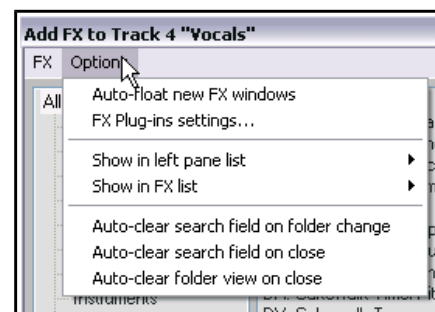 Add FX to Track 4 "Vocals"
FX Option
All
Auto-float new FX windows
FX Plug-ins settings...
Show in left pane list
Show in FX list
Auto-clear search field on folder change
Auto-clear search field on close
Auto-clear folder view on close
Instruments